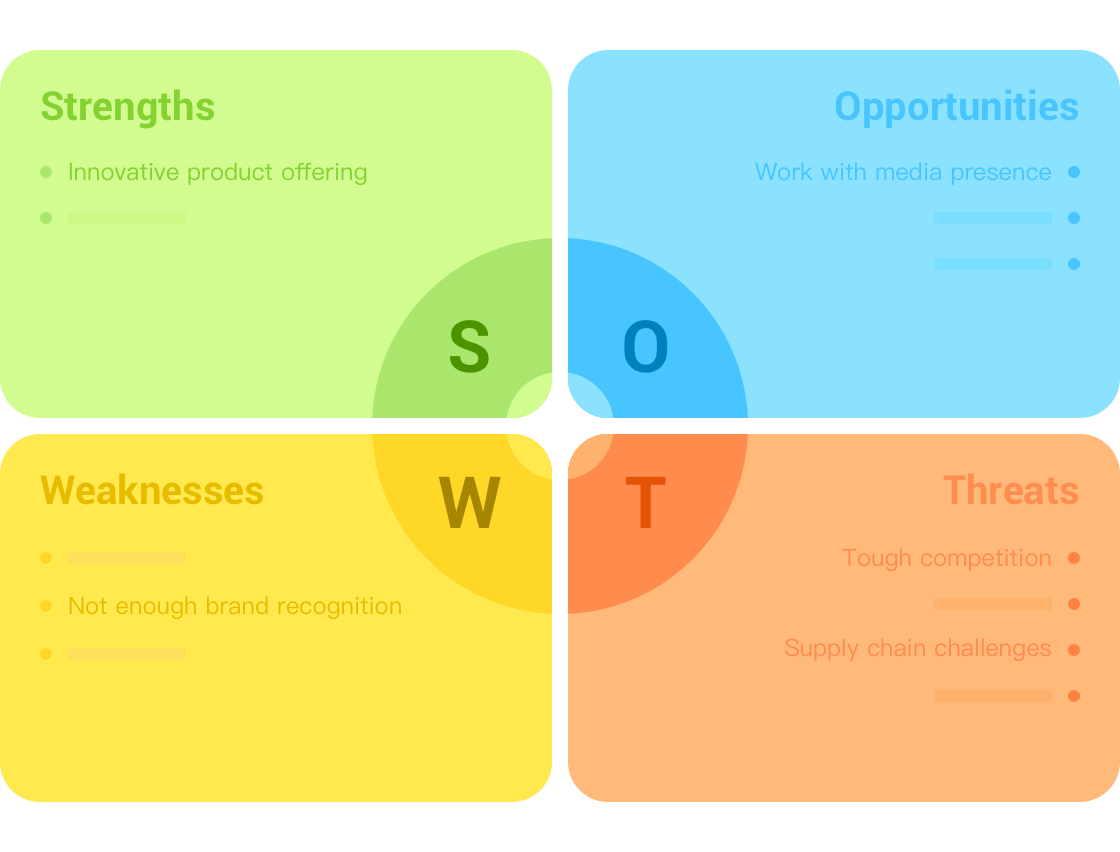 Strengths
Innovative product offering
S
Opportunities
Work with media presence
O
Weaknesses
Not enough brand recognition
W
Threats
Tough competition
Supply chain challenges
T